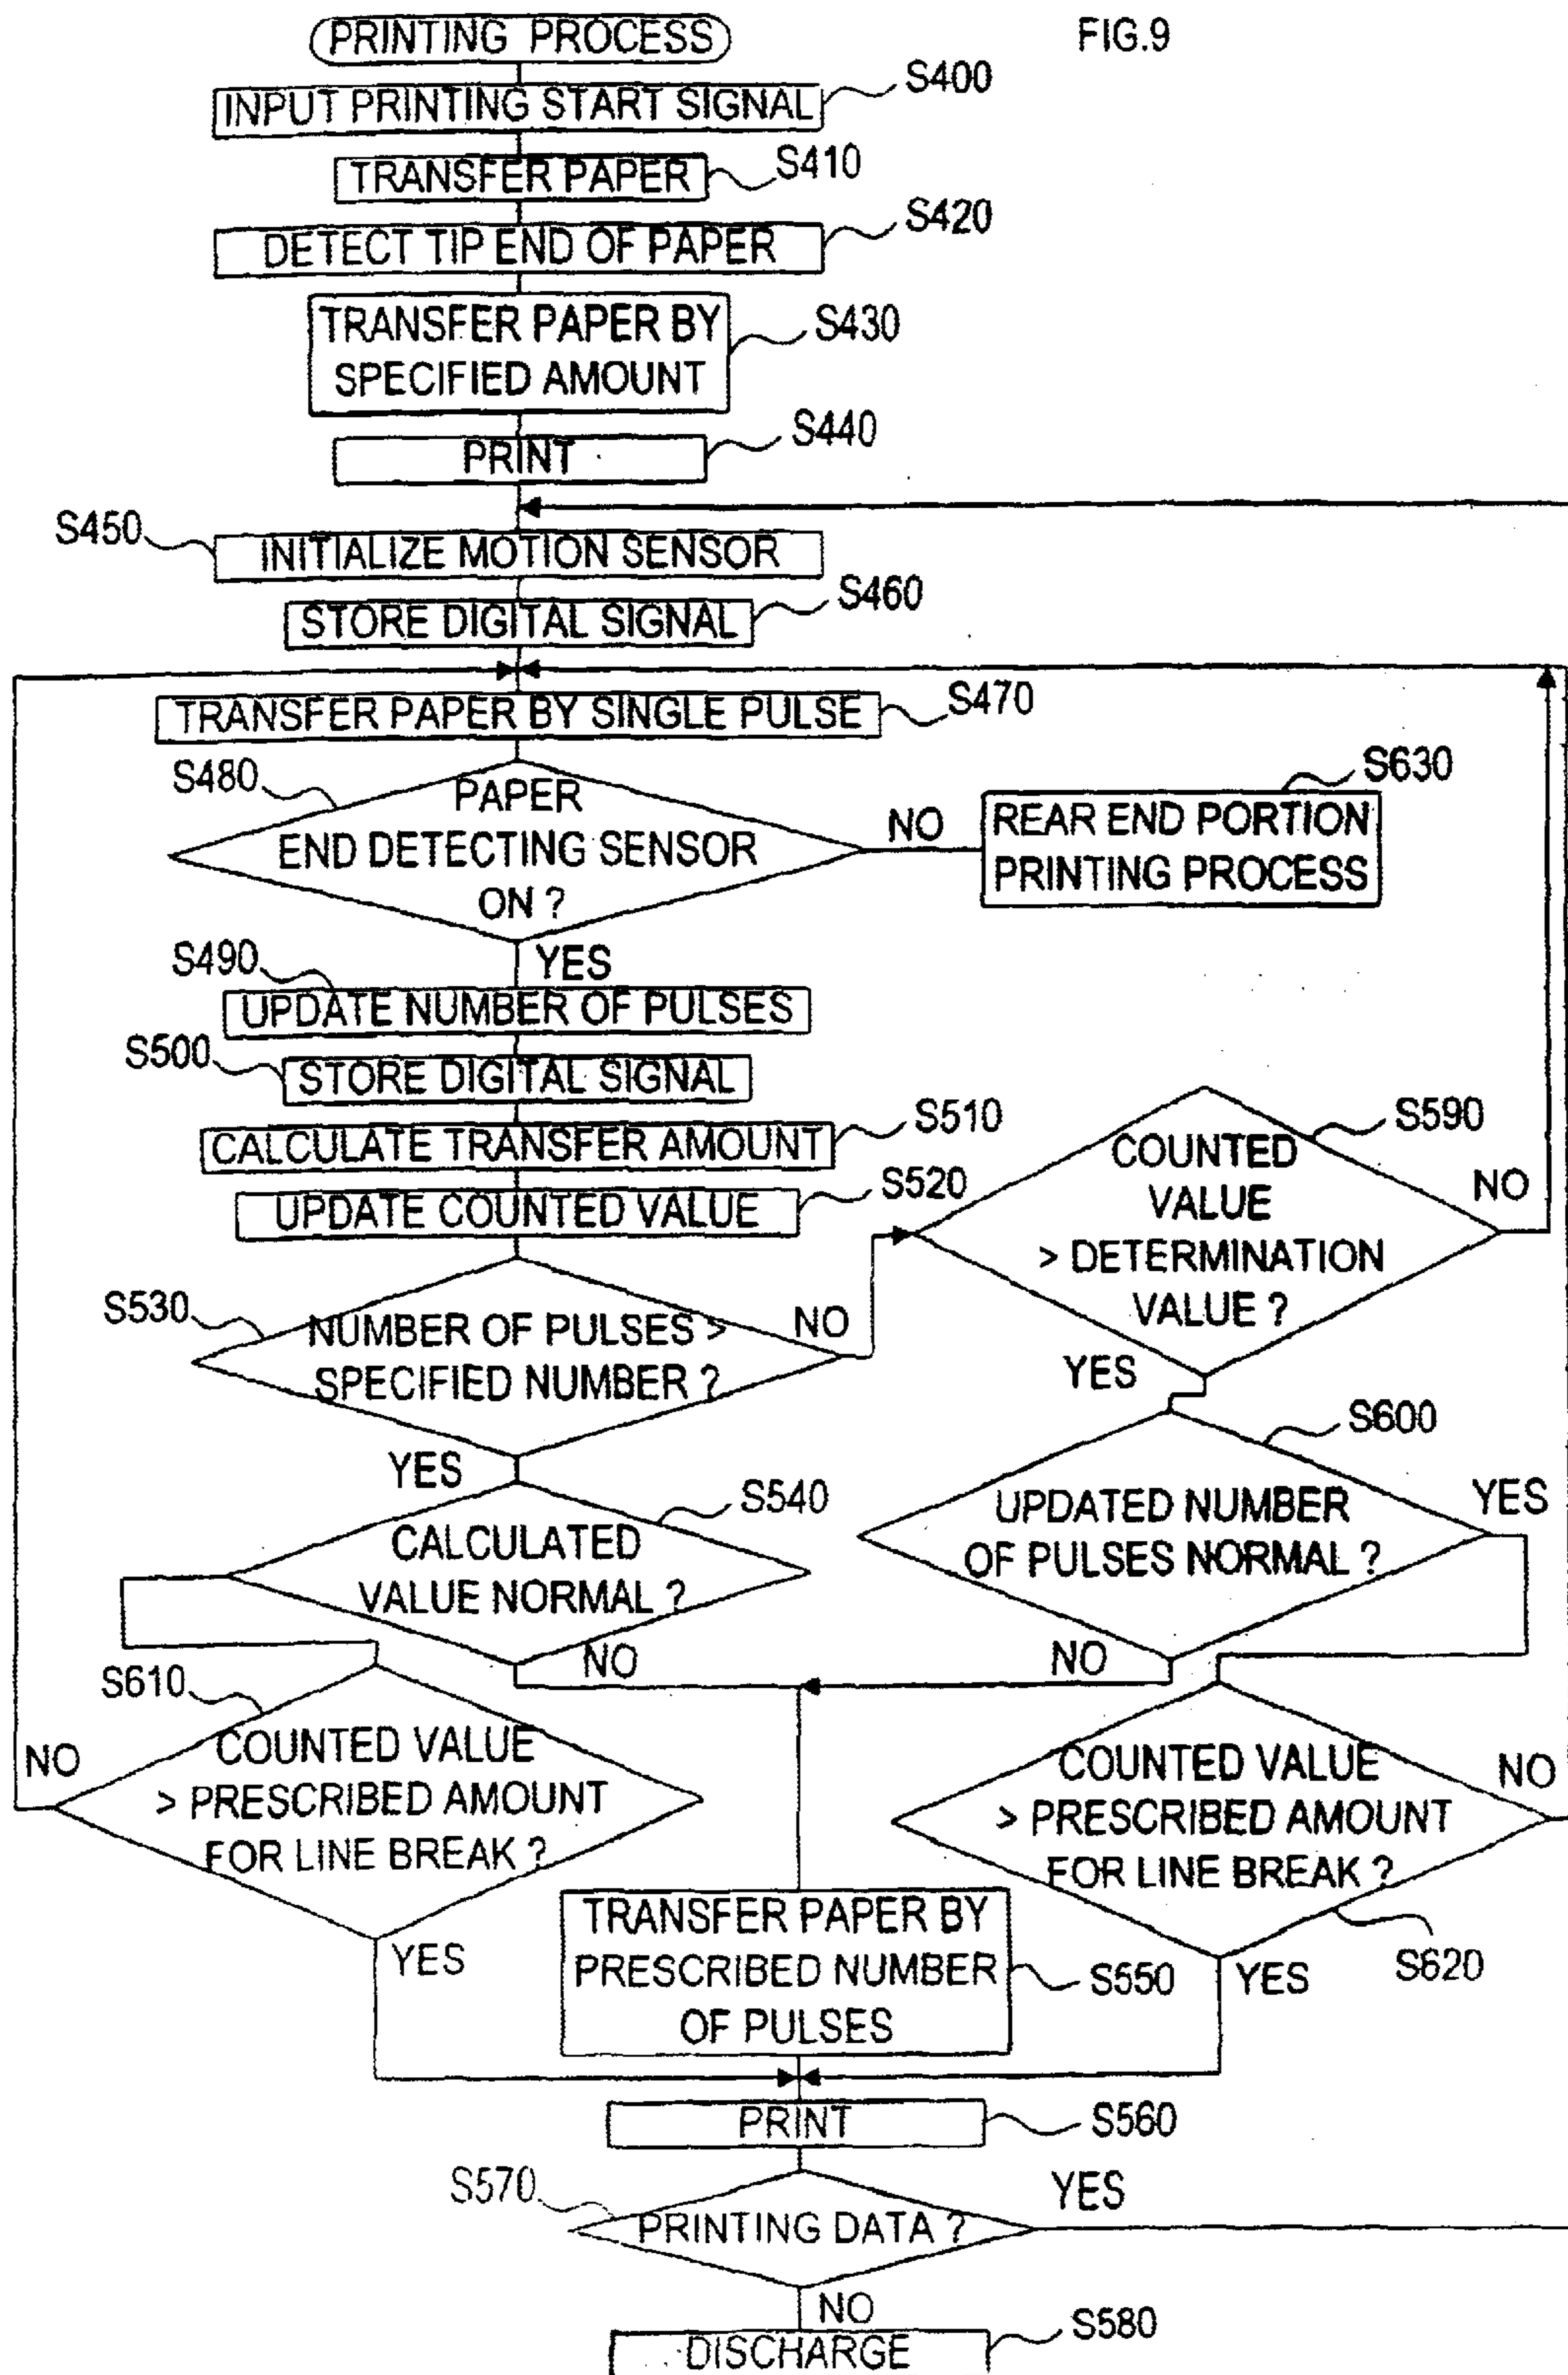 FIG.9
PRINTING PROCESS
INPUT PRINTING START SIGNAL
S400
TRANSFER PAPER
S410
DETECT TIP END OF PAPER
S420
TRANSFER PAPER BY
SPECIFIED AMOUNT
S430
PRINT
S440
S450
INITIALIZE MOTION SENSOR
STORE DIGITAL SIGNAL
S460
TRANSFER PAPER BY SINGLE PULSE
S470
S480
PAPER
END DETECTING SENSOR
ON ?
NO
REAR END PORTION
PRINTING PROCESS
S630
YES
S490
UPDATE NUMBER OF PULSES
S500
STORE DIGITAL SIGNAL
CALCULATE TRANSFER AMOUNT
S510
UPDATE COUNTED VALUE
S520
S530
NUMBER OF PULSES >
SPECIFIED NUMBER ?
NO
YES
COUNTED
VALUE
> DETERMINATION
VALUE ?
S590
NO
YES
CALCULATED
VALUE NORMAL ?
S540
NO
UPDATED NUMBER
OF PULSES NORMAL ?
S600
YES
NO
S610
COUNTED VALUE
> PRESCRIBED AMOUNT
FOR LINE BREAK ?
NO
YES
TRANSFER PAPER BY
PRESCRIBED NUMBER
OF PULSES
S550
COUNTED VALUE
> PRESCRIBED AMOUNT
FOR LINE BREAK ?
NO
S620
YES
PRINT
S560
S570
PRINTING DATA ?
YES
NO
DISCHARGE
S580